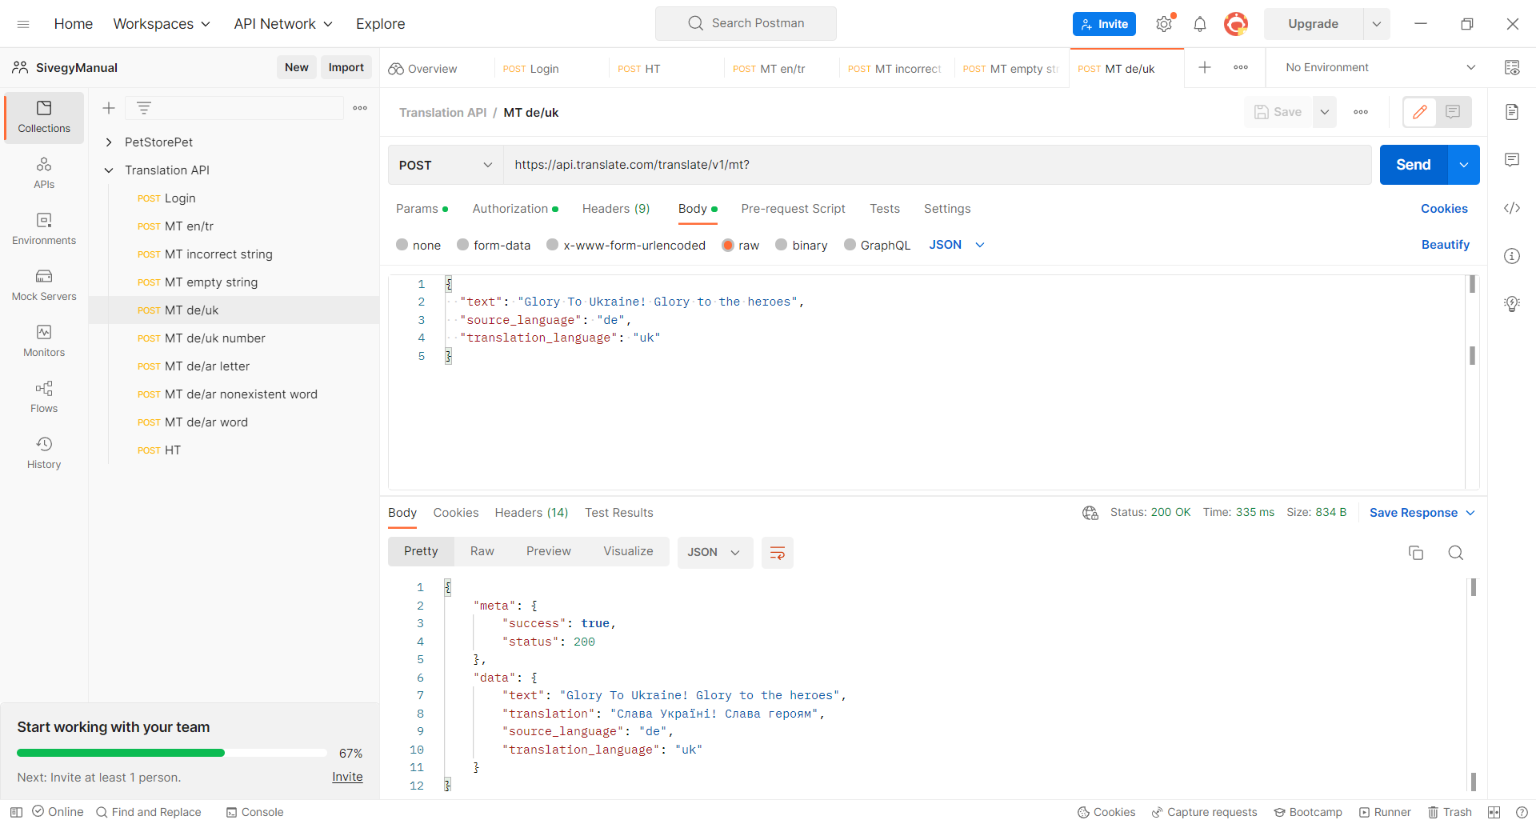 Home Workspaces API Network Explore Search Postman Invite Upgrade
SivegyManual New Import Overview POST Login POST HT POST MT en/tr POST MT incorrect POST MT empty st POST MT de/uk No Environment
Collections
APIs
Environments
Mock Servers
Monitors
Flows
History
PetStorePet
Translation API
POST Login
POST MT en/tr
POST MT incorrect string
POST MT empty string
POST MT de/uk
POST MT de/uk number
POST MT de/ar letter
POST MT de/ar nonexistent word
POST MT de/ar word
POST HT
Start working with your team
67%
Next: Invite at least 1 person. Invite
Translation API / MT de/uk Save
POST https://api.translate.com/translate/v1/mt? Send
Params Authorization Headers (9) Body Pre-request Script Tests Settings Cookies
none form-data x-www-form-urlencoded raw binary GraphQL JSON Beautify
1 {
2 "text": "Glory To Ukraine! Glory to the heroes",
3 "source_language": "de",
4 "translation_language": "uk"
5 }
Body Cookies Headers (14) Test Results Status: 200 OK Time: 335 ms Size: 834 B Save Response
Pretty Raw Preview Visualize JSON
1 {
2 "meta": {
3 "success": true,
4 "status": 200
5 },
6 "data": {
7 "text": "Glory To Ukraine! Glory to the heroes",
8 "translation": "Слава Україні! Слава героям",
9 "source_language": "de",
10 "translation_language": "uk"
11 }
12 }
Online Find and Replace Console Cookies Capture requests Bootcamp Runner Trash